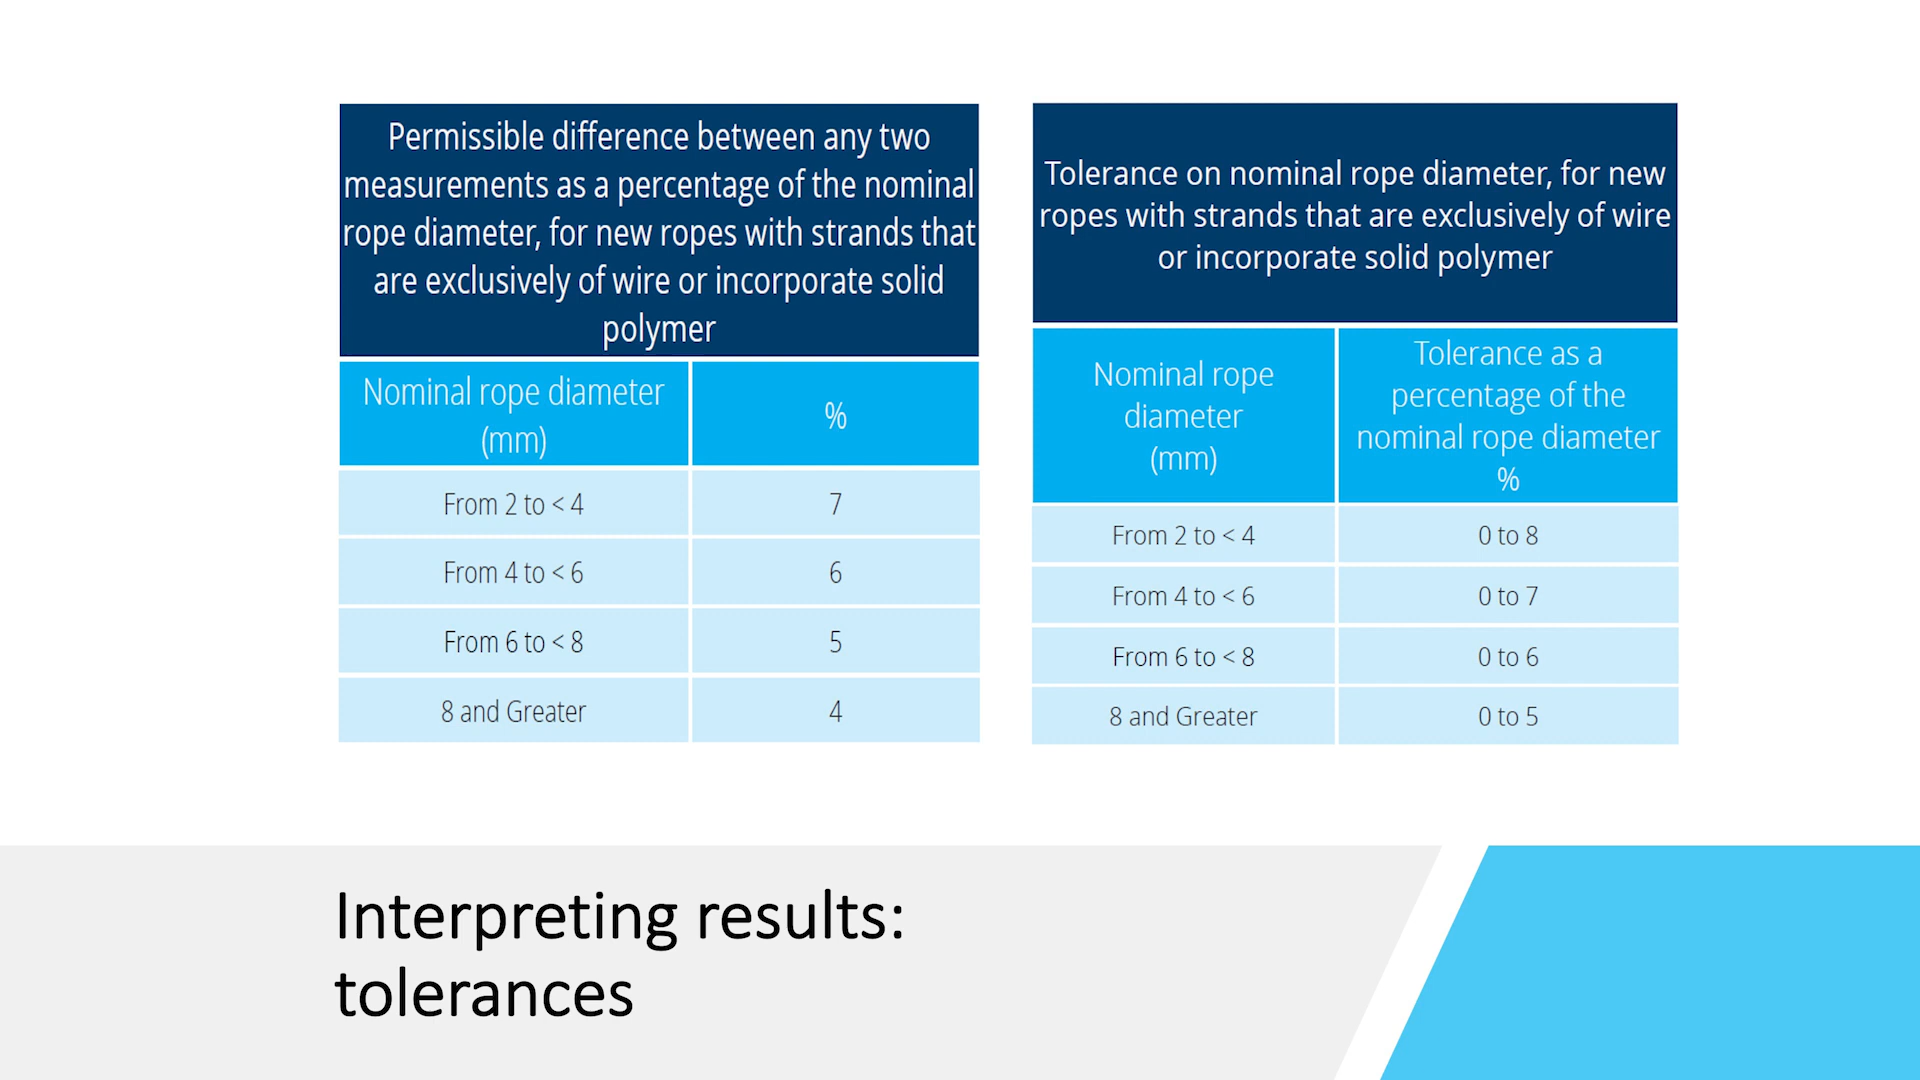 Permissible difference between any two
measurements as a percentage of the nominal
rope diameter, for new ropes with strands that
are exclusively of wire or incorporate solid
polymer
Nominal rope diameter
(mm)
%
From 2 to < 4
7
From 4 to < 6
6
From 6 to < 8
5
8 and Greater
4
Tolerance on nominal rope diameter, for new
ropes with strands that are exclusively of wire
or incorporate solid polymer
Nominal rope
diameter
(mm)
Tolerance as a
percentage of the
nominal rope diameter
%
From 2 to < 4
0 to 8
From 4 to < 6
0 to 7
From 6 to < 8
0 to 6
8 and Greater
0 to 5
Interpreting results:
tolerances